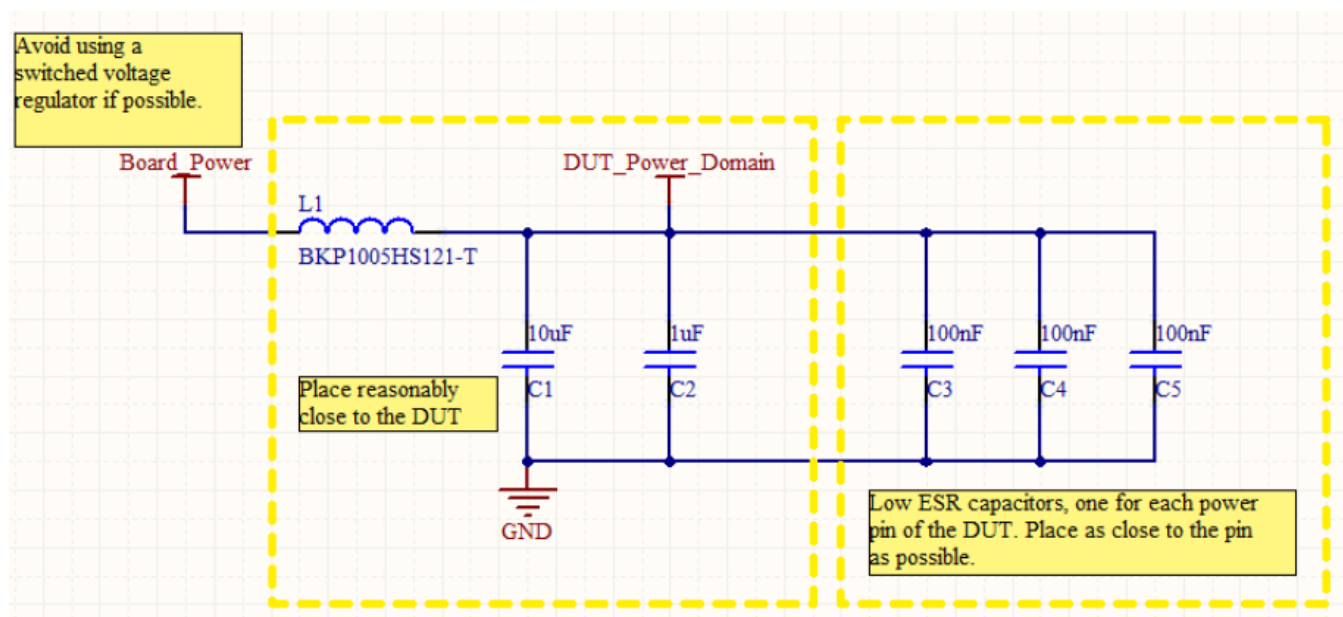 Avoid using a
switched voltage
regulator if possible.
Board_Power
DUT_Power_Domain
L1
BKP1005HS121-T
10uF
1uF
100nF
100nF
100nF
Place reasonably
close to the DUT
C1
C2
C3
C4
C5
Low ESR capacitors, one for each power
pin of the DUT. Place as close to the pin
as possible.
GND